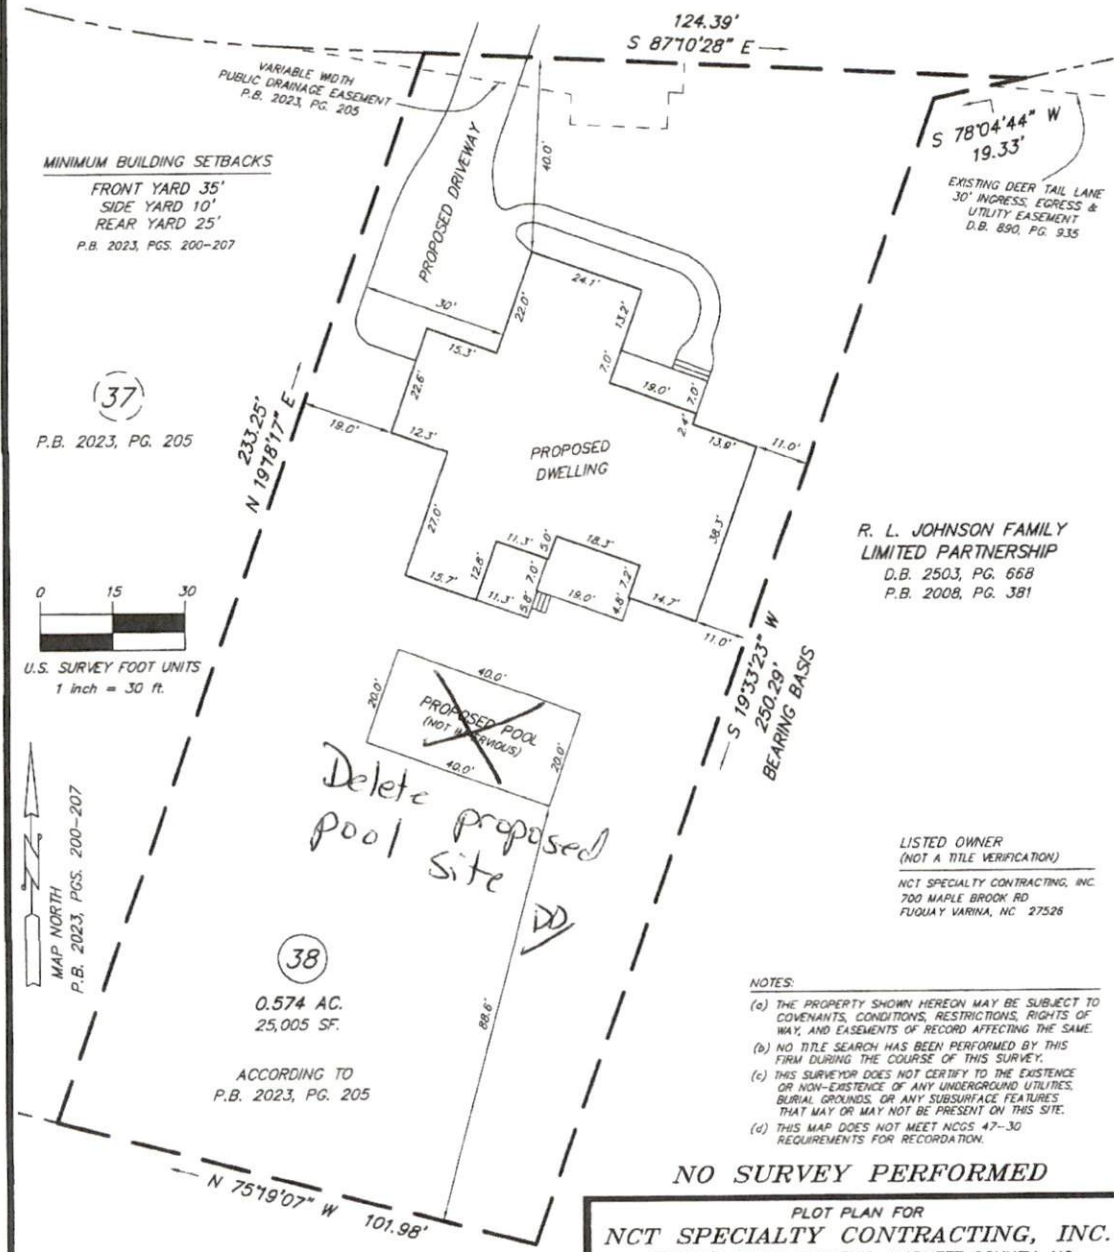 124.39'
S 87°10'28" E
VARIABLE WIDTH
PUBLIC DRAINAGE EASEMENT
P.B. 2023, PG. 205
S 78°04'44" W
19.33'
EXISTING DEER TAIL LANE
30' INGRESS, EGRESS &
UTILITY EASEMENT
D.B. 890, PG. 935
MINIMUM BUILDING SETBACKS
FRONT YARD 35'
SIDE YARD 10'
REAR YARD 25'
P.B. 2023, PGS. 200-207
PROPOSED DRIVEWAY
40.0'
24.1'
30'
22.0'
13.2'
15.3'
7.0'
19.0'
7.0'
22.6'
2.4'
13.9'
11.0'
37
P.B. 2023, PG. 205
233.25'
N 19°18'17" E
19.0'
12.3'
PROPOSED
DWELLING
27.0'
38.3'
11.3'
5.0'
18.3'
12.8'
7.0'
7.2'
15.7'
11.3'
5.8'
19.0'
4.8'
14.7'
11.0'
R. L. JOHNSON FAMILY
LIMITED PARTNERSHIP
D.B. 2503, PG. 668
P.B. 2008, PG. 381
0 15 30
U.S. SURVEY FOOT UNITS
1 inch = 30 ft.
S 19°33'23" W
250.29'
BEARING BASIS
40.0'
20.0'
PROPOSED POOL
(NOT IMPERVIOUS)
20.0'
40.0'
Delete proposed
pool site
DD
MAP NORTH
P.B. 2023, PGS. 200-207
LISTED OWNER
(NOT A TITLE VERIFICATION)
NCT SPECIALTY CONTRACTING, INC.
700 MAPLE BROOK RD
FUQUAY VARINA, NC 27526
38
0.574 AC.
25,005 SF.
88.6'
ACCORDING TO
P.B. 2023, PG. 205
NOTES:
(a) THE PROPERTY SHOWN HEREON MAY BE SUBJECT TO
COVENANTS, CONDITIONS, RESTRICTIONS, RIGHTS OF
WAY, AND EASEMENTS OF RECORD AFFECTING THE SAME.
(b) NO TITLE SEARCH HAS BEEN PERFORMED BY THIS
FIRM DURING THE COURSE OF THIS SURVEY.
(c) THIS SURVEYOR DOES NOT CERTIFY TO THE EXISTENCE
OR NON-EXISTENCE OF ANY UNDERGROUND UTILITIES,
BURIAL GROUNDS, OR ANY SUBSURFACE FEATURES
THAT MAY OR MAY NOT BE PRESENT ON THIS SITE.
(d) THIS MAP DOES NOT MEET NCGS 47-30
REQUIREMENTS FOR RECORDATION.
N 75°19'07" W 101.98'
NO SURVEY PERFORMED
PLOT PLAN FOR
NCT SPECIALTY CONTRACTING, INC.